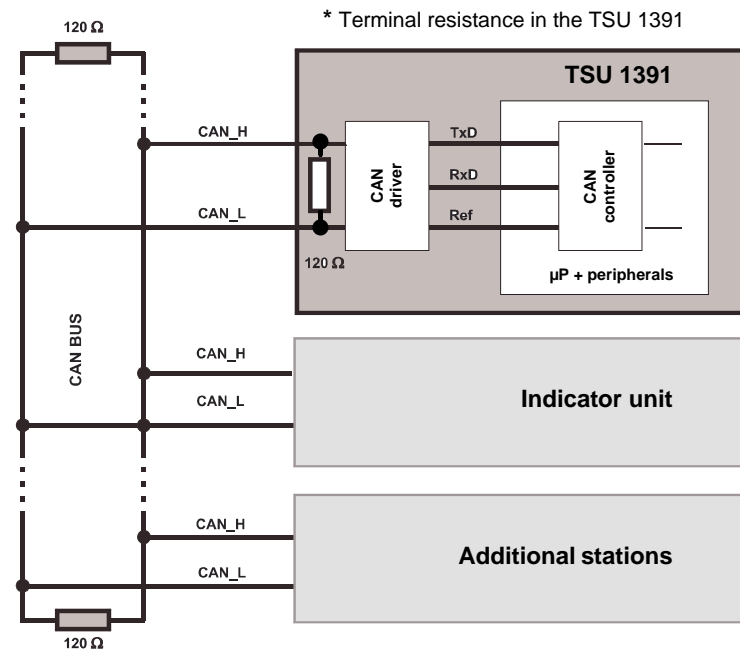 * Terminal resistance in the TSU 1391
120 Ω
TSU 1391
CAN_H
TxD
CAN driver
RxD
CAN controller
CAN_L
Ref
120 Ω
µP + peripherals
CAN BUS
CAN_H
CAN_L
Indicator unit
CAN_H
Additional stations
CAN_L
120 Ω